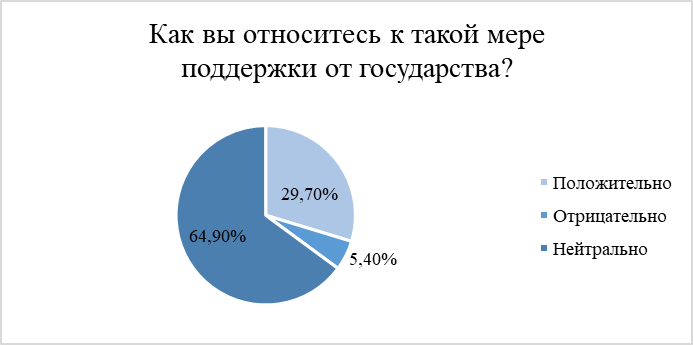 Как вы относитесь к такой мере
поддержки от государства?
29,70%
5,40%
64,90%
Положительно
Отрицательно
Нейтрально